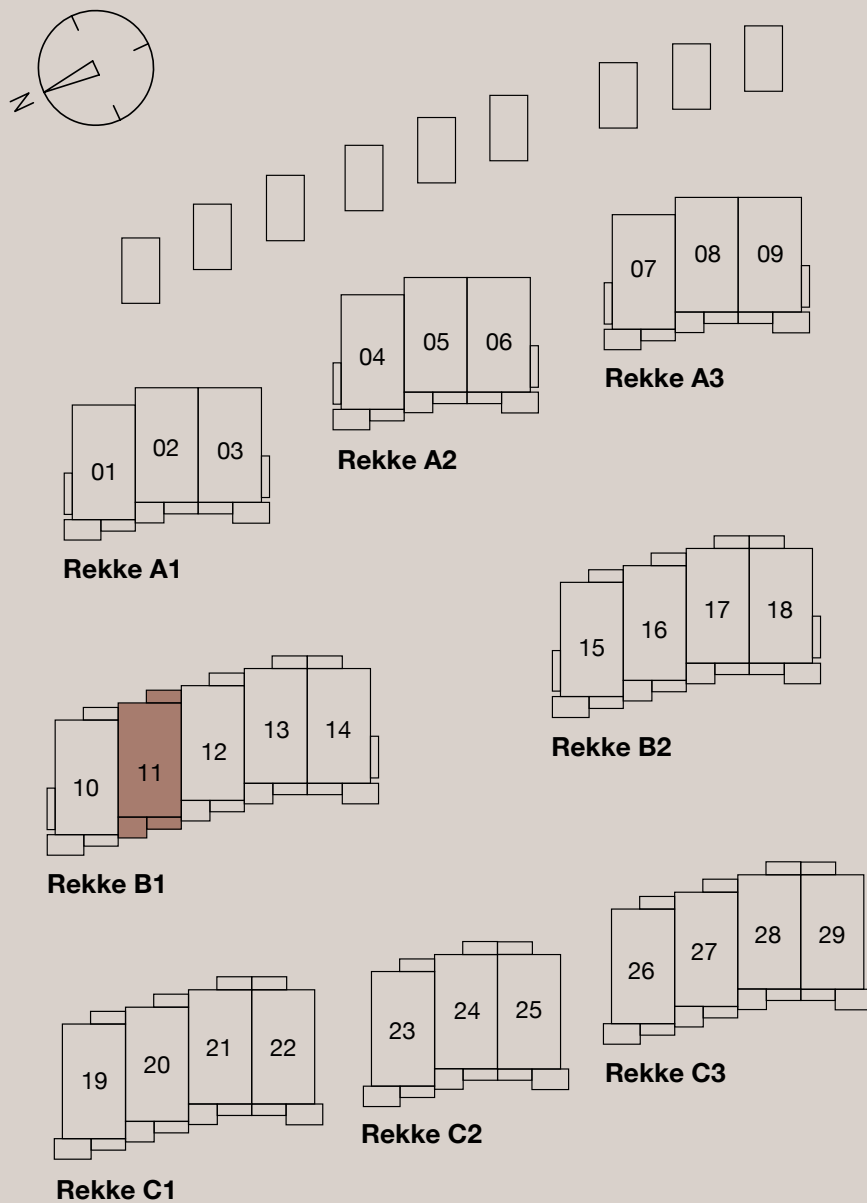 N
07 08 09
Rekke A3
04 05 06
Rekke A2
01 02 03
Rekke A1
15 16 17 18
Rekke B2
10 11 12 13 14
Rekke B1
26 27 28 29
Rekke C3
23 24 25
Rekke C2
19 20 21 22
Rekke C1